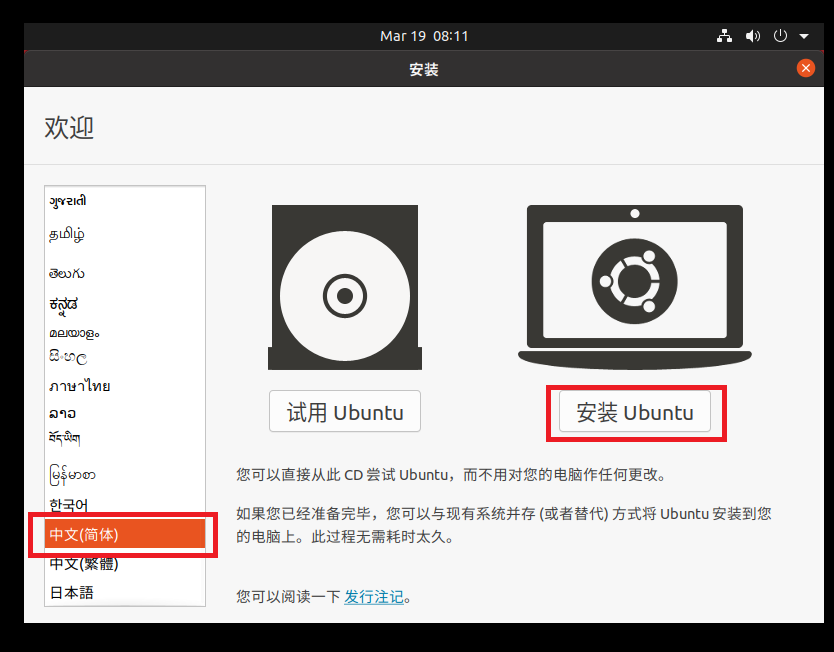 Mar 19 08:11
安装
欢迎
ગુજરાતી
தமிழ்
తెలుగు
ಕನ್ನಡ
മലയാളം
සිංහල
ภาษาไทย
ລາວ
བོད་ཡིག
မြန်မာစာ
한국어
中文(简体)
中文(繁體)
日本語
试用 Ubuntu
安装 Ubuntu
您可以直接从此 CD 尝试 Ubuntu，而不用对您的电脑作任何更改。
如果您已经准备完毕，您可以与现有系统并存 (或者替代) 方式将 Ubuntu 安装到您
的电脑上。此过程无需耗时太久。
您可以阅读一下 发行注记。